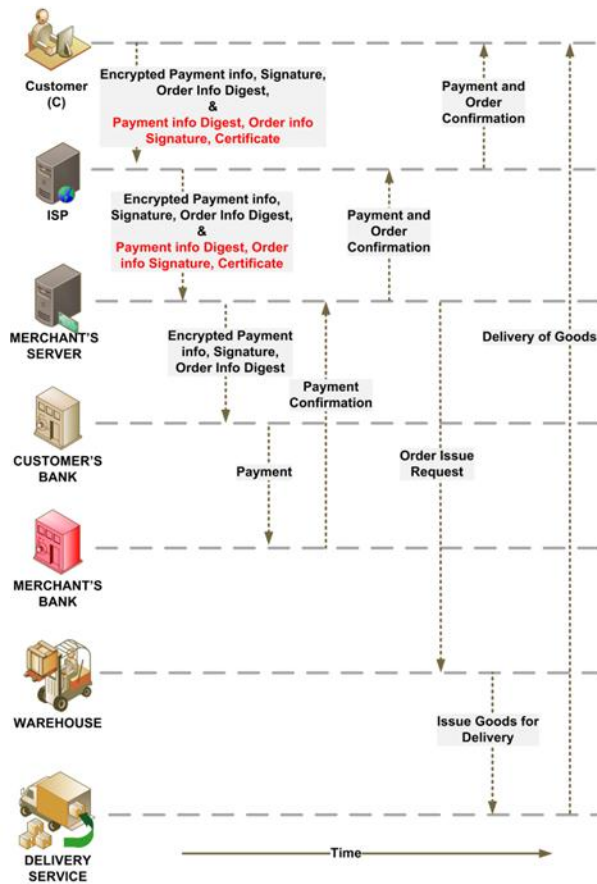 Customer
(C)
Encrypted Payment info, Signature,
Order Info Digest,
&
Payment info Digest, Order info
Signature, Certificate
Payment and
Order
Confirmation
ISP
Encrypted Payment info,
Signature, Order Info Digest,
&
Payment info Digest, Order
info Signature, Certificate
Payment and
Order
Confirmation
MERCHANT'S
SERVER
Encrypted Payment
info, Signature,
Order Info Digest
Payment
Confirmation
Delivery of Goods
CUSTOMER'S
BANK
Payment
Order Issue
Request
MERCHANT'S
BANK
WAREHOUSE
Issue Goods for
Delivery
DELIVERY
SERVICE
Time